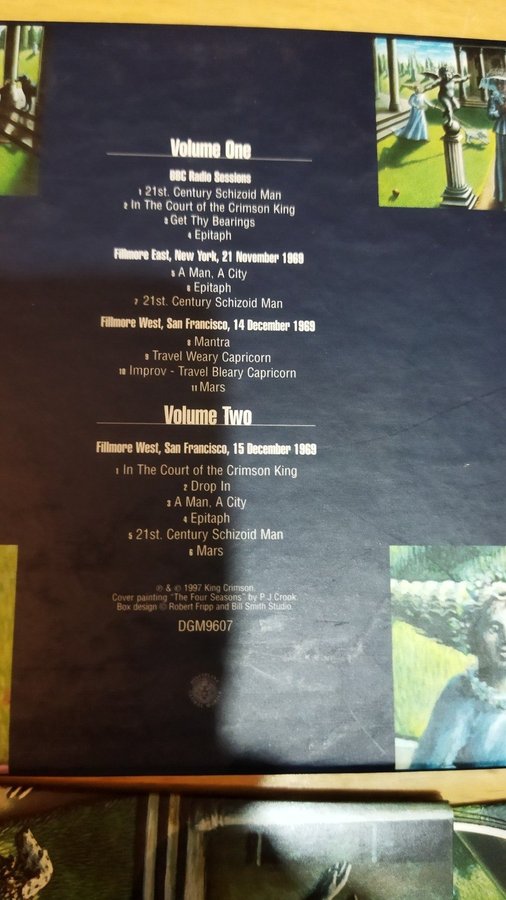 Volume One
BBC Radio Sessions
1 21st. Century Schizoid Man
2 In The Court of the Crimson King
3 Get Thy Bearings
4 Epitaph
Fillmore East, New York, 21 November 1969
5 A Man, A City
6 Epitaph
7 21st. Century Schizoid Man
Fillmore West, San Francisco, 14 December 1969
8 Mantra
9 Travel Weary Capricorn
10 Improv - Travel Bleary Capricorn
11 Mars
Volume Two
Fillmore West, San Francisco, 15 December 1969
1 In The Court of the Crimson King
2 Drop In
3 A Man, A City
4 Epitaph
5 21st. Century Schizoid Man
6 Mars
℗ & © 1997 King Crimson.
Cover painting "The Four Seasons" by P.J Crook.
Box design © Robert Fripp and Bill Smith Studio.
DGM9607